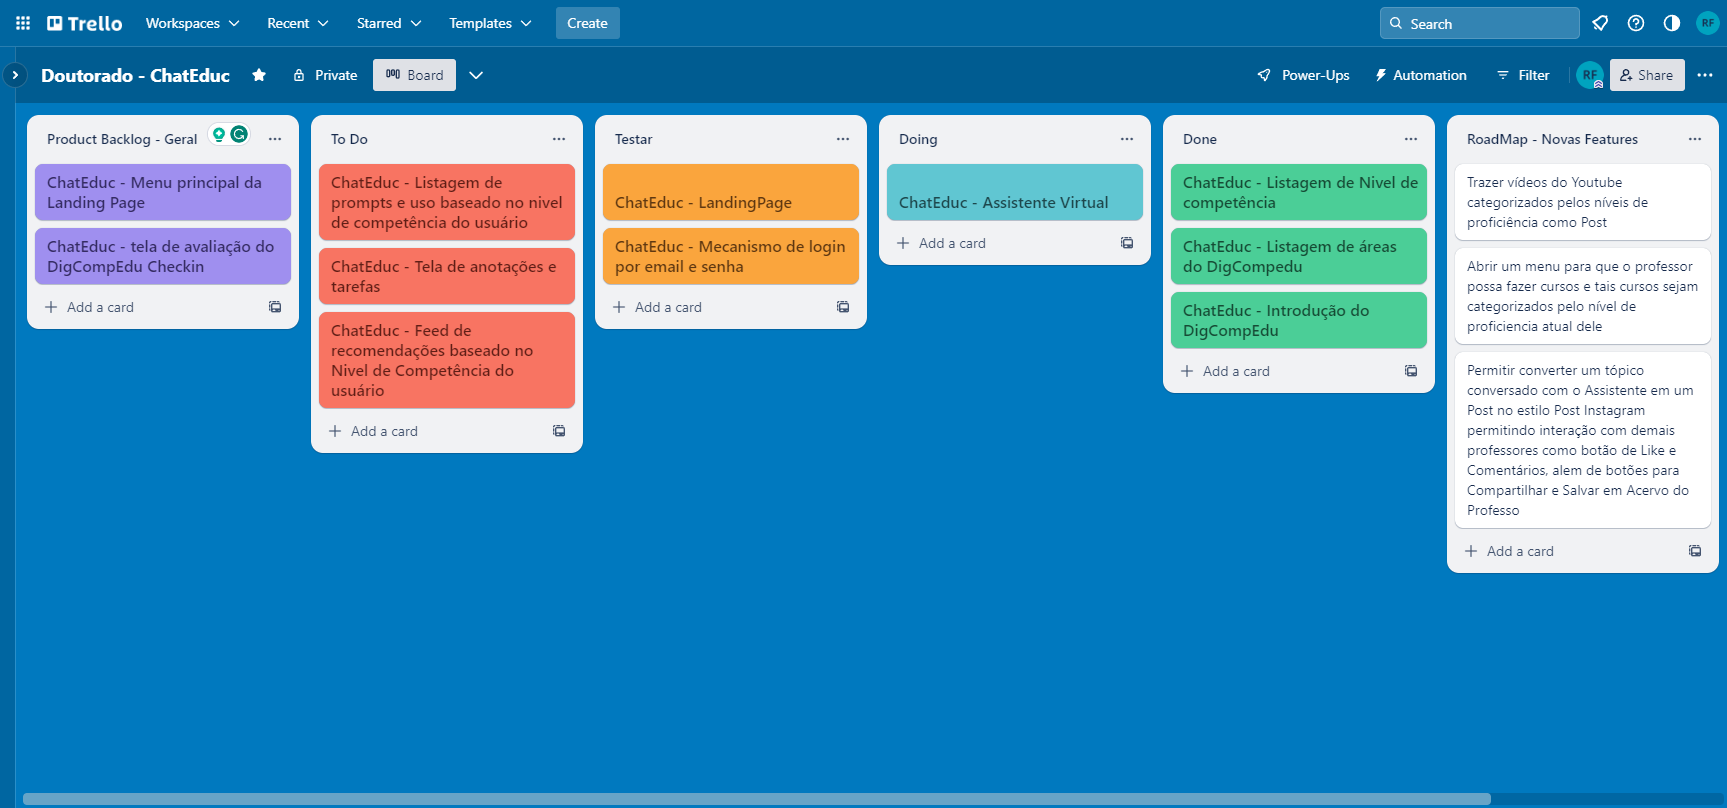 Trello
Workspaces
Recent
Starred
Templates
Create
Search
RF
Doutorado - ChatEduc
Private
Board
Power-Ups
Automation
Filter
RF
Share
Product Backlog - Geral
ChatEduc - Menu principal da
Landing Page
ChatEduc - tela de avaliação do
DigCompEdu Checkin
Add a card
To Do
ChatEduc - Listagem de
prompts e uso baseado no nivel
de competência do usuário
ChatEduc - Tela de anotações e
tarefas
ChatEduc - Feed de
recomendações baseado no
Nivel de Competência do
usuário
Add a card
Testar
ChatEduc - LandingPage
ChatEduc - Mecanismo de login
por email e senha
Add a card
Doing
ChatEduc - Assistente Virtual
Add a card
Done
ChatEduc - Listagem de Nivel de
competência
ChatEduc - Listagem de áreas
do DigCompedu
ChatEduc - Introdução do
DigCompEdu
Add a card
RoadMap - Novas Features
Trazer vídeos do Youtube
categorizados pelos níveis de
proficiência como Post
Abrir um menu para que o professor
possa fazer cursos e tais cursos sejam
categorizados pelo nível de
proficiencia atual dele
Permitir converter um tópico
conversado com o Assistente em um
Post no estilo Post Instagram
permitindo interação com demais
professores como botão de Like e
Comentários, alem de botões para
Compartilhar e Salvar em Acervo do
Professo
Add a card